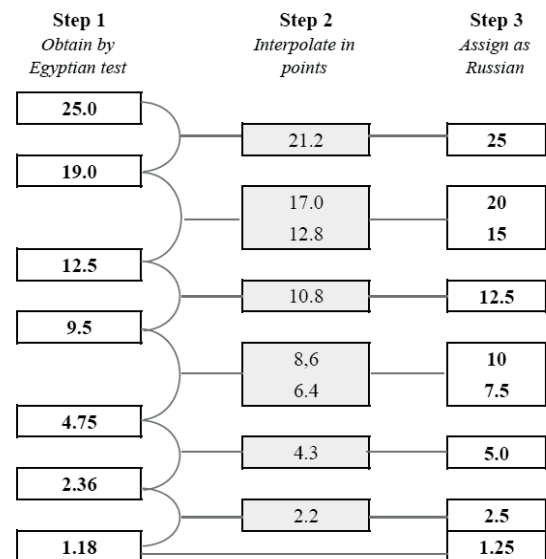 Step 1
Obtain by
Egyptian test
Step 2
Interpolate in
points
Step 3
Assign as
Russian
25.0
21.2
25
19.0
17.0
20
12.8
15
12.5
10.8
12.5
9.5
8,6
10
6.4
7.5
4.75
4.3
5.0
2.36
2.2
2.5
1.18
1.25